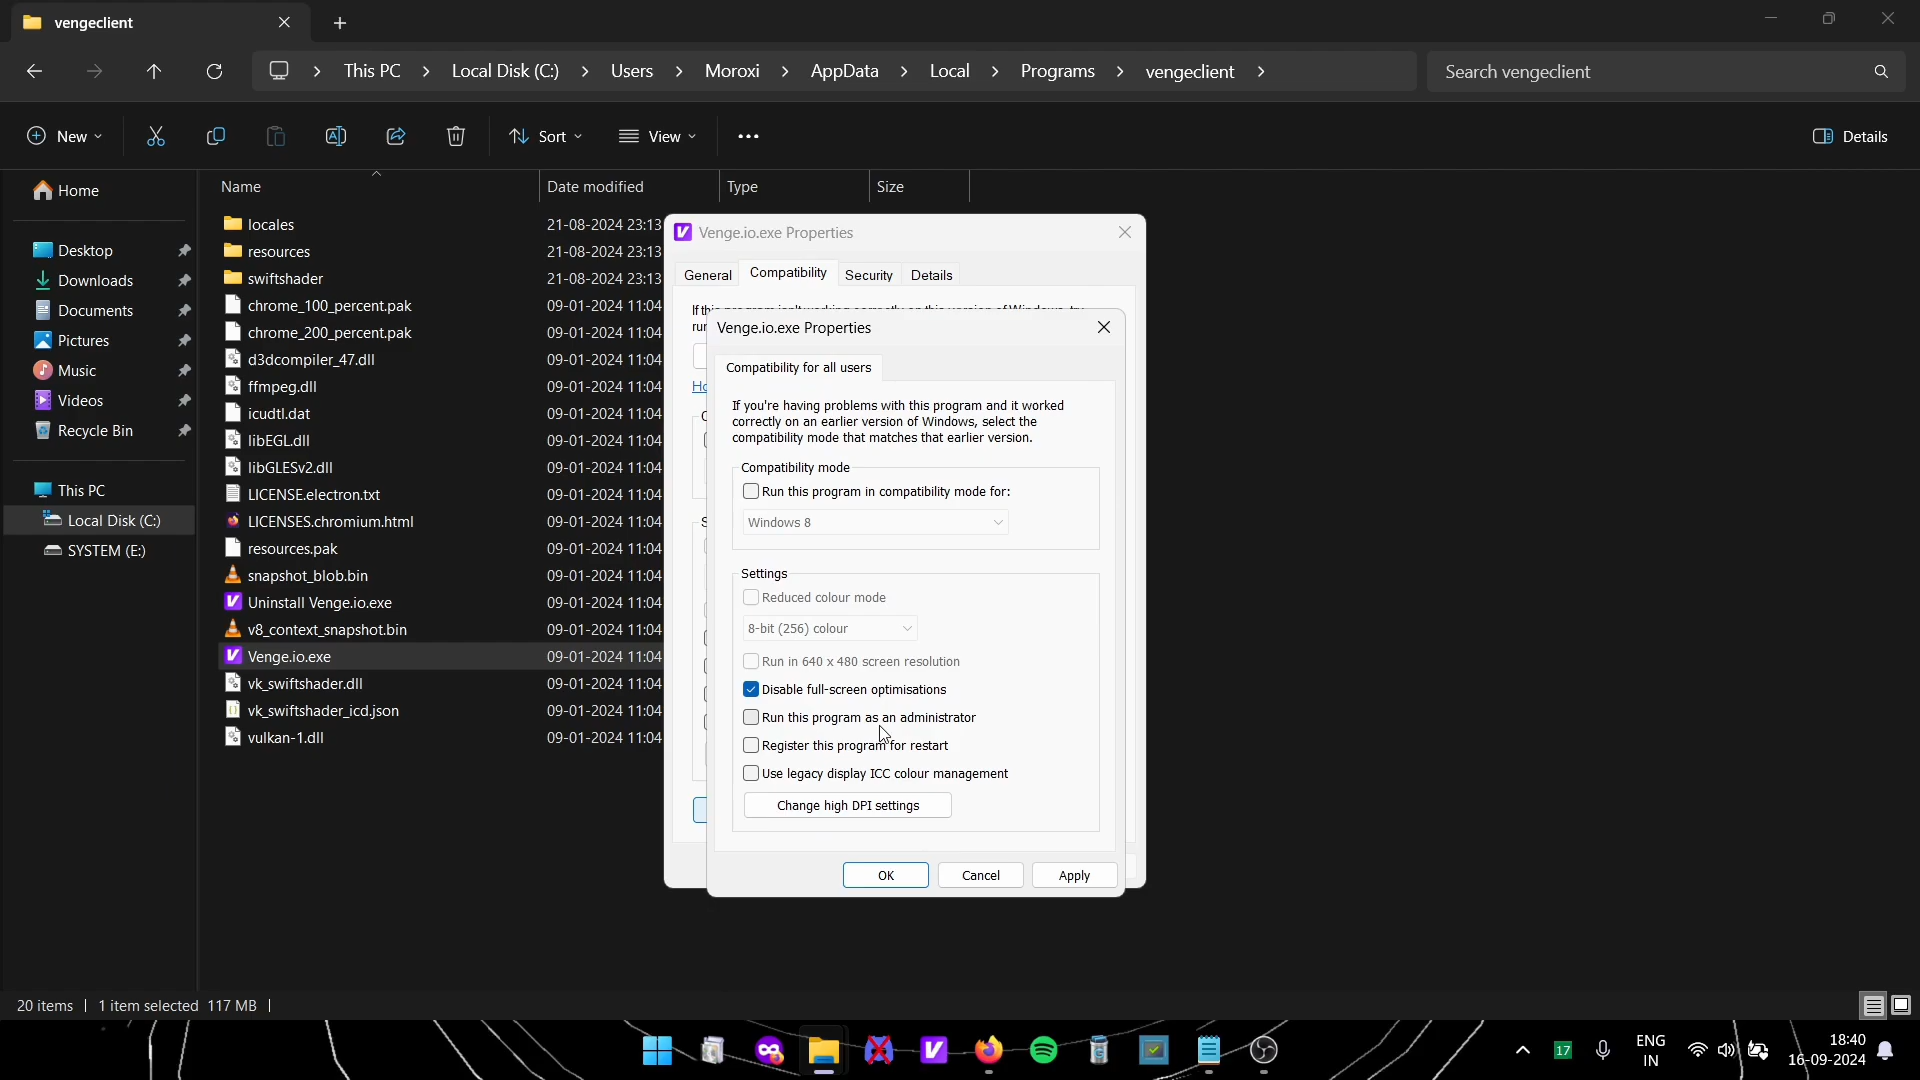 vengeclient
This PC
Local Disk (C:)
Users
Moroxi
AppData
Local
Programs
vengeclient
Search vengeclient
New
Sort
View
Details
Name
Date modified
Type
Size
Home
Desktop
Downloads
Documents
Pictures
Music
Videos
Recycle Bin
This PC
Local Disk (C:)
SYSTEM (E:)
locales 21-08-2024 23:13
resources 21-08-2024 23:13
swiftshader 21-08-2024 23:13
chrome_100_percent.pak 09-01-2024 11:04
chrome_200_percent.pak 09-01-2024 11:04
d3dcompiler_47.dll 09-01-2024 11:04
ffmpeg.dll 09-01-2024 11:04
icudtl.dat 09-01-2024 11:04
libEGL.dll 09-01-2024 11:04
libGLESv2.dll 09-01-2024 11:04
LICENSE.electron.txt 09-01-2024 11:04
LICENSES.chromium.html 09-01-2024 11:04
resources.pak 09-01-2024 11:04
snapshot_blob.bin 09-01-2024 11:04
Uninstall Venge.io.exe 09-01-2024 11:04
v8_context_snapshot.bin 09-01-2024 11:04
Venge.io.exe 09-01-2024 11:04
vk_swiftshader.dll 09-01-2024 11:04
vk_swiftshader_icd.json 09-01-2024 11:04
vulkan-1.dll 09-01-2024 11:04
Venge.io.exe Properties
General
Compatibility
Security
Details
Venge.io.exe Properties
Compatibility for all users
If you're having problems with this program and it worked
correctly on an earlier version of Windows, select the
compatibility mode that matches that earlier version.
Compatibility mode
Run this program in compatibility mode for:
Windows 8
Settings
Reduced colour mode
8-bit (256) colour
Run in 640 x 480 screen resolution
Disable full-screen optimisations
Run this program as an administrator
Register this program for restart
Use legacy display ICC colour management
Change high DPI settings
OK
Cancel
Apply
20 items
1 item selected 117 MB
17
ENG
IN
18:40
16-09-2024